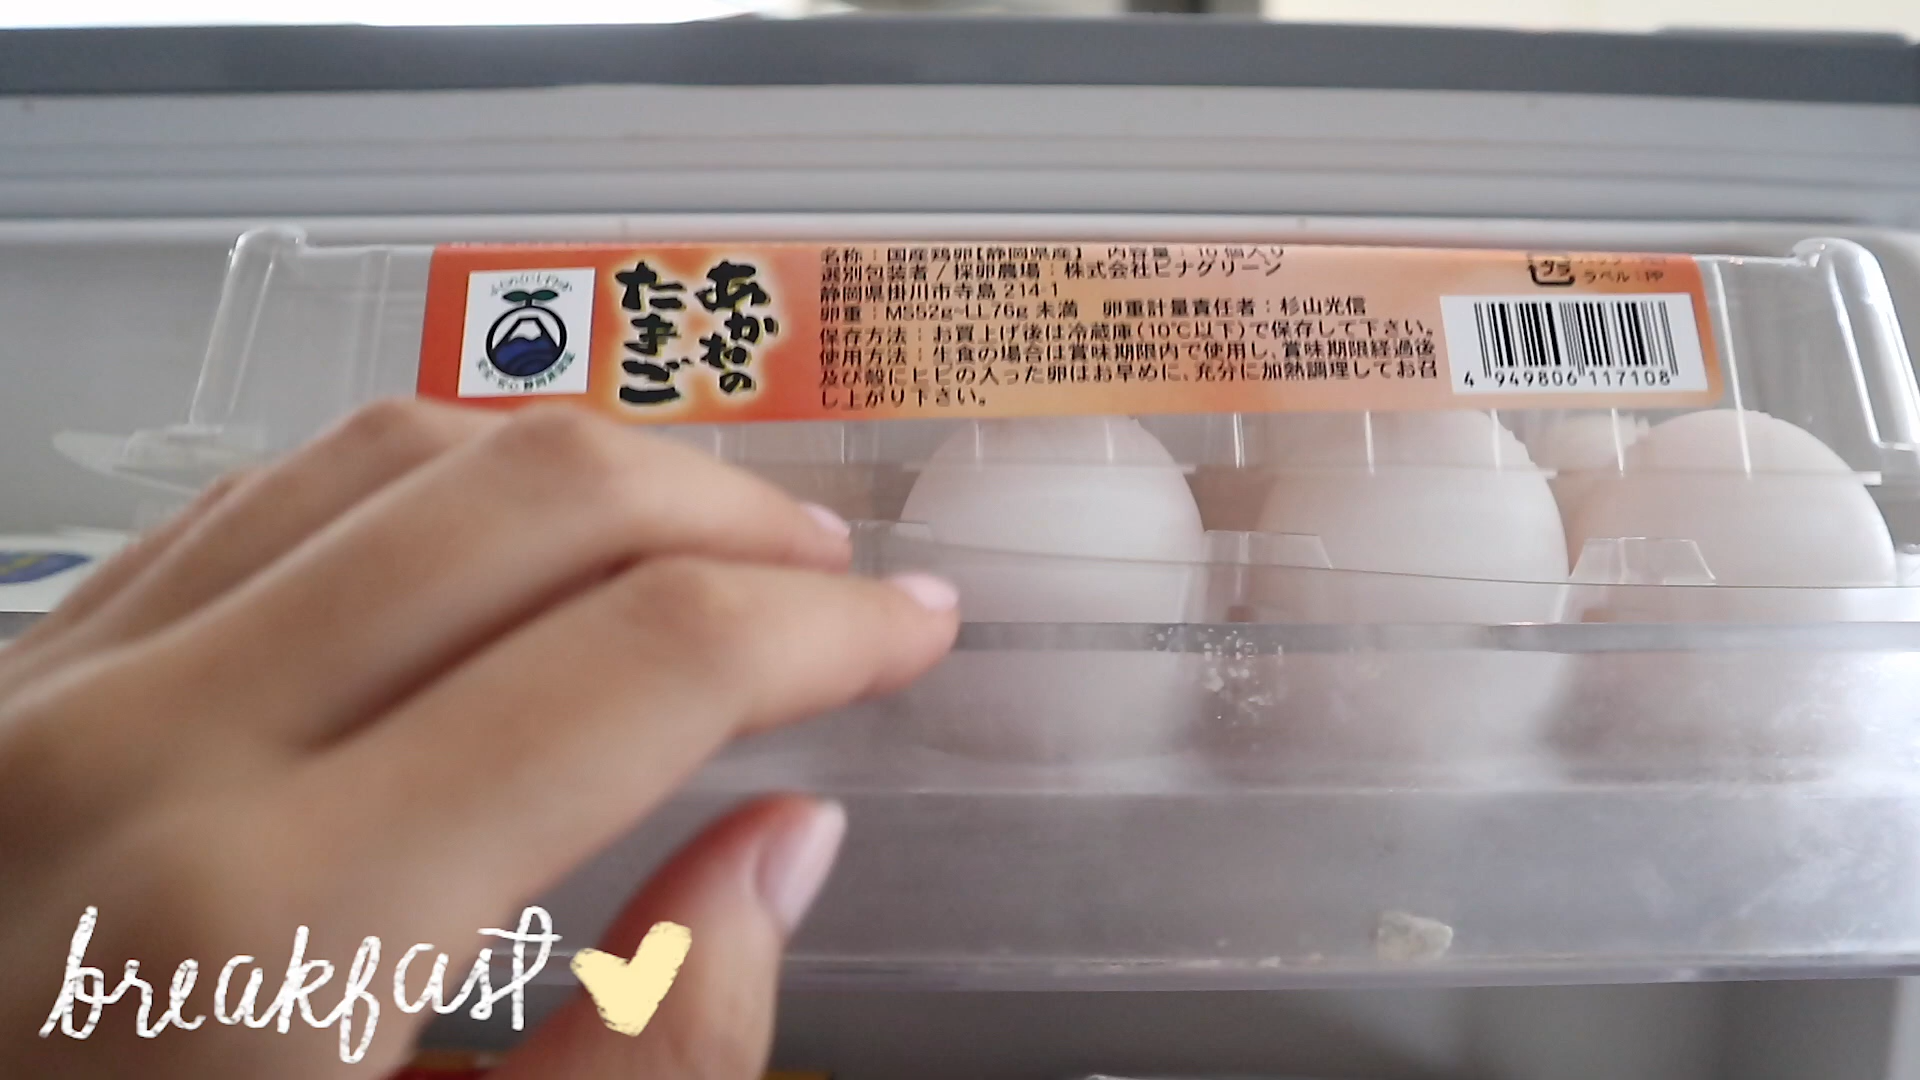 あかねの
たまご
名称：国産鶏卵【静岡県産】 内容量：10個入り
選別包装者/採卵農場：株式会社ヒナグリーン
静岡県掛川市寺島214-1
卵重：MS52g~LL76g未満 卵重計量責任者：杉山光信
保存方法：お買上げ後は冷蔵庫(10℃以下)で保存して下さい。
使用方法：生食の場合は賞味期限内で使用し、賞味期限経過後
及び殻にヒビの入った卵はお早めに、充分に加熱調理してお召
し上がり下さい。
プラ
ラベル：PP
4 949806 117108
breakfast